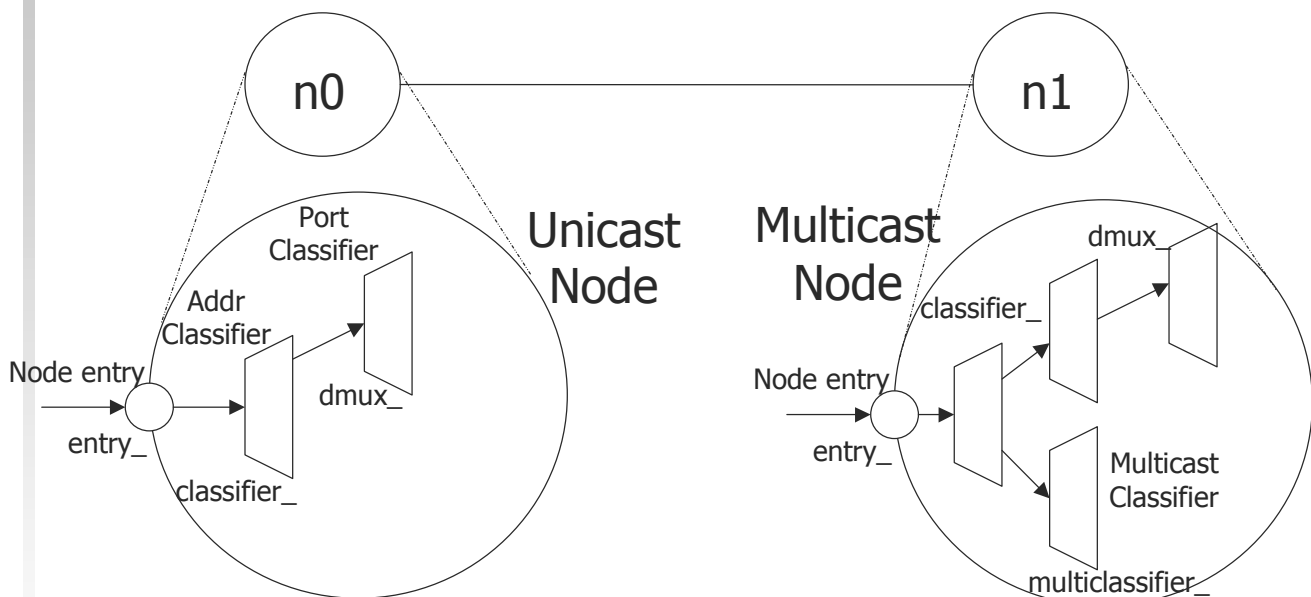 n0
n1
Unicast
Node
Multicast
Node
Port
Classifier
Addr
Classifier
Node entry
entry_
classifier_
dmux_
dmux_
classifier_
Node entry
entry_
Multicast
Classifier
multiclassifier_